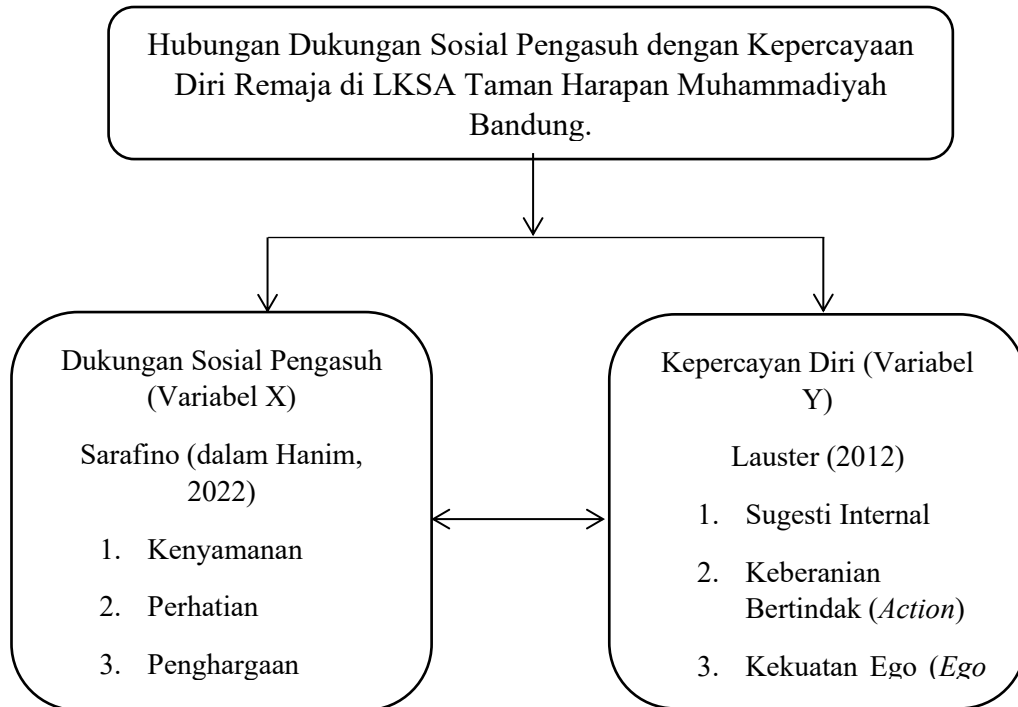 Hubungan Dukungan Sosial Pengasuh dengan Kepercayaan
Diri Remaja di LKSA Taman Harapan Muhammadiyah
Bandung.
Dukungan Sosial Pengasuh
(Variabel X)
Sarafino (dalam Hanim,
2022)
1. Kenyamanan
2. Perhatian
3. Penghargaan
Kepercayan Diri (Variabel
Y)
Lauster (2012)
1. Sugesti Internal
2. Keberanian
Bertindak (Action)
3. Kekuatan Ego (Ego